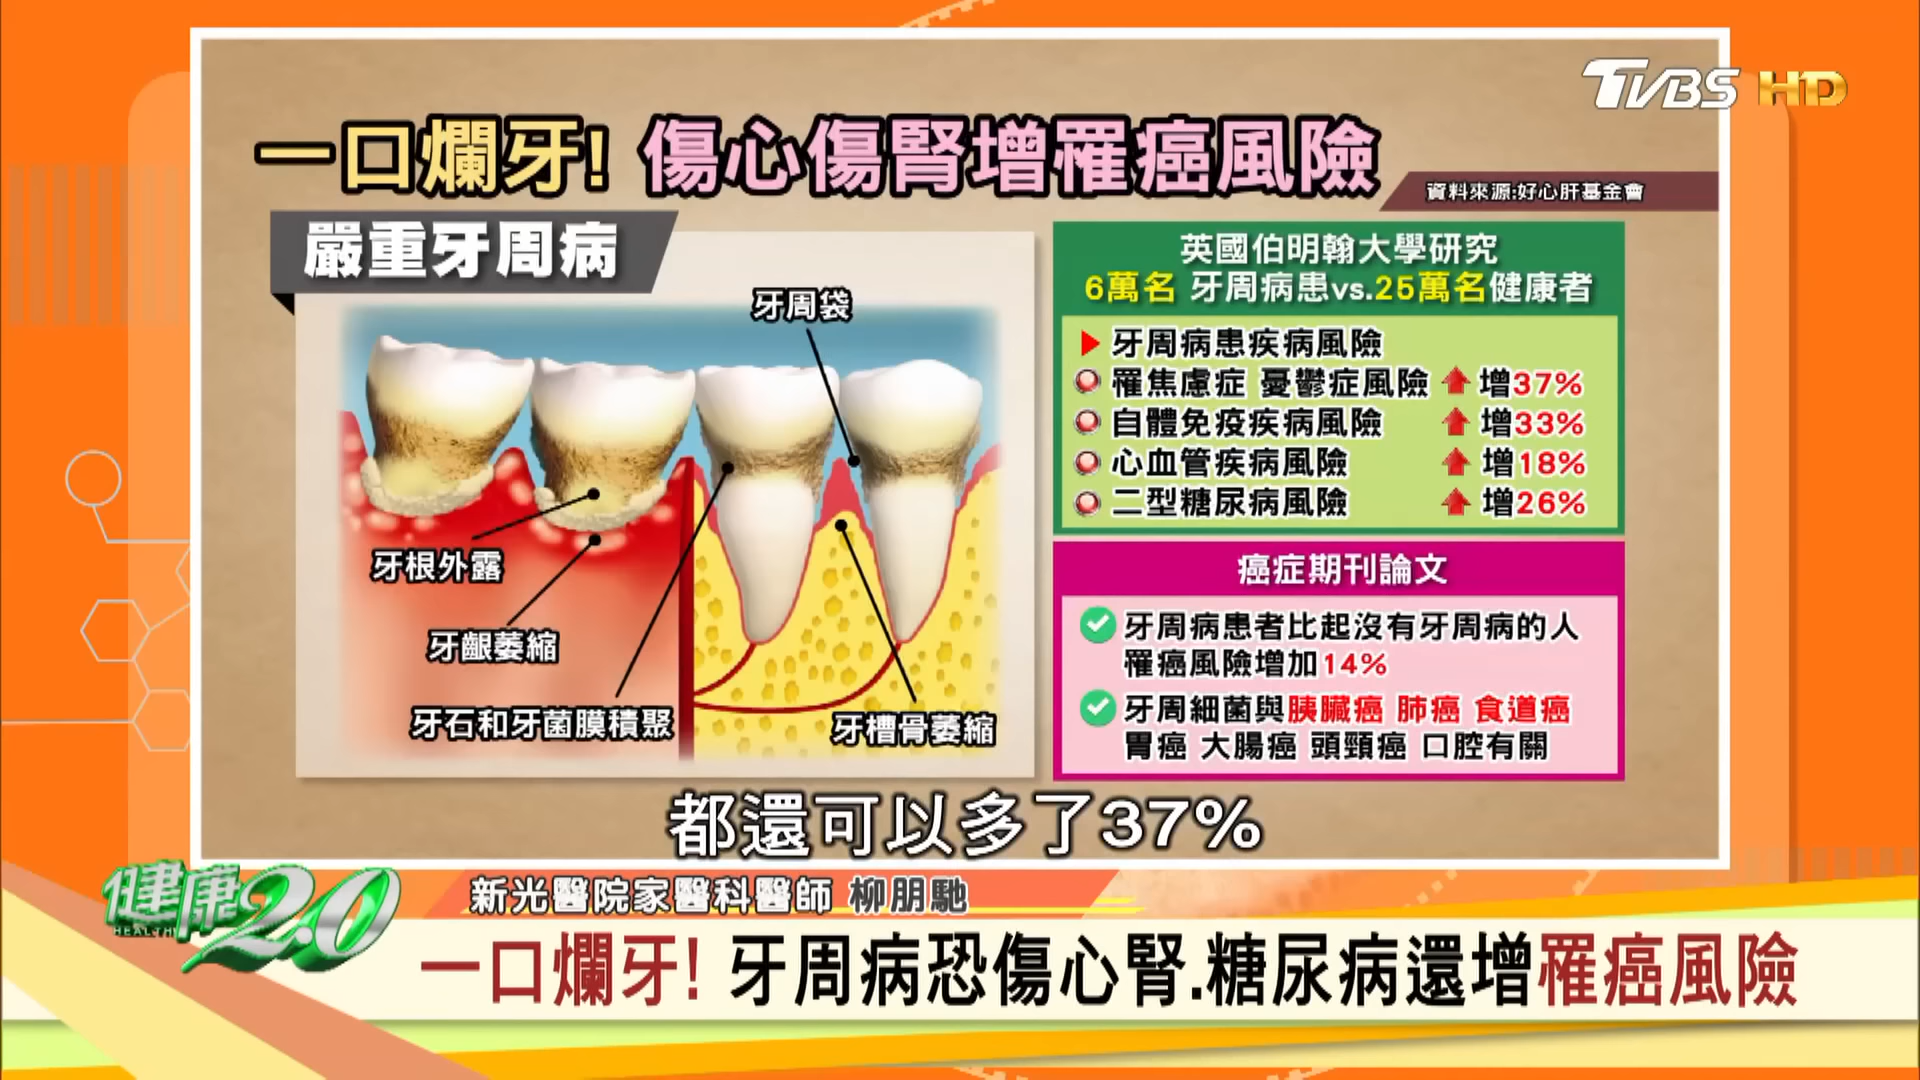 TVBS HD
一口爛牙! 傷心傷腎增罹癌風險
資料來源:好心肝基金會
嚴重牙周病
牙周袋
牙根外露
牙齦萎縮
牙石和牙菌膜積聚
牙槽骨萎縮
英國伯明翰大學研究
6萬名 牙周病患vs.25萬名健康者
牙周病患疾病風險
罹焦慮症 憂鬱症風險 增37%
自體免疫疾病風險 增33%
心血管疾病風險 增18%
二型糖尿病風險 增26%
癌症期刊論文
牙周病患者比起沒有牙周病的人
罹癌風險增加14%
牙周細菌與胰臟癌 肺癌 食道癌
胃癌 大腸癌 頭頸癌 口腔有關
都還可以多了37%
健康2.0
HEALTH
新光醫院家醫科醫師 柳朋馳
一口爛牙! 牙周病恐傷心腎.糖尿病還增罹癌風險